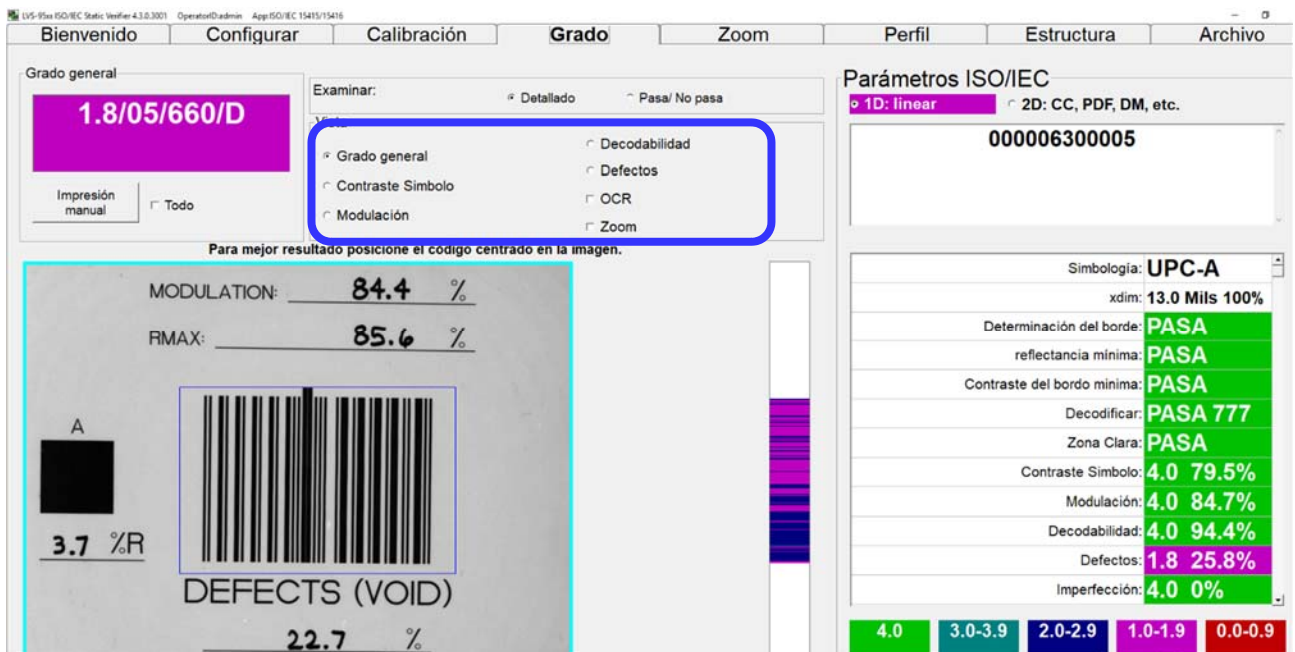 LVS-95xx ISO/IEC Static Verifier 4.3.0.3001 OperatorID:admin App:ISO/IEC 15415/15416
Bienvenido Configurar Calibración Grado Zoom Perfil Estructura Archivo
Grado general
1.8/05/660/D
Impresión manual
Todo
Examinar:
Detallado Pasa/ No pasa
Vista
Grado general
Contraste Simbolo
Modulación
Decodabilidad
Defectos
OCR
Zoom
Para mejor resultado posicione el código centrado en la imagen.
MODULATION: 84.4 %
RMAX: 85.6 %
A
3.7 %R
DEFECTS (VOID)
22.7 %
Parámetros ISO/IEC
1D: linear 2D: CC, PDF, DM, etc.
000006300005
Simbología: UPC-A
xdim: 13.0 Mils 100%
Determinación del borde: PASA
reflectancia mínima: PASA
Contraste del bordo minima: PASA
Decodificar: PASA 777
Zona Clara: PASA
Contraste Simbolo: 4.0 79.5%
Modulación: 4.0 84.7%
Decodabilidad: 4.0 94.4%
Defectos: 1.8 25.8%
Imperfección: 4.0 0%
4.0 3.0-3.9 2.0-2.9 1.0-1.9 0.0-0.9